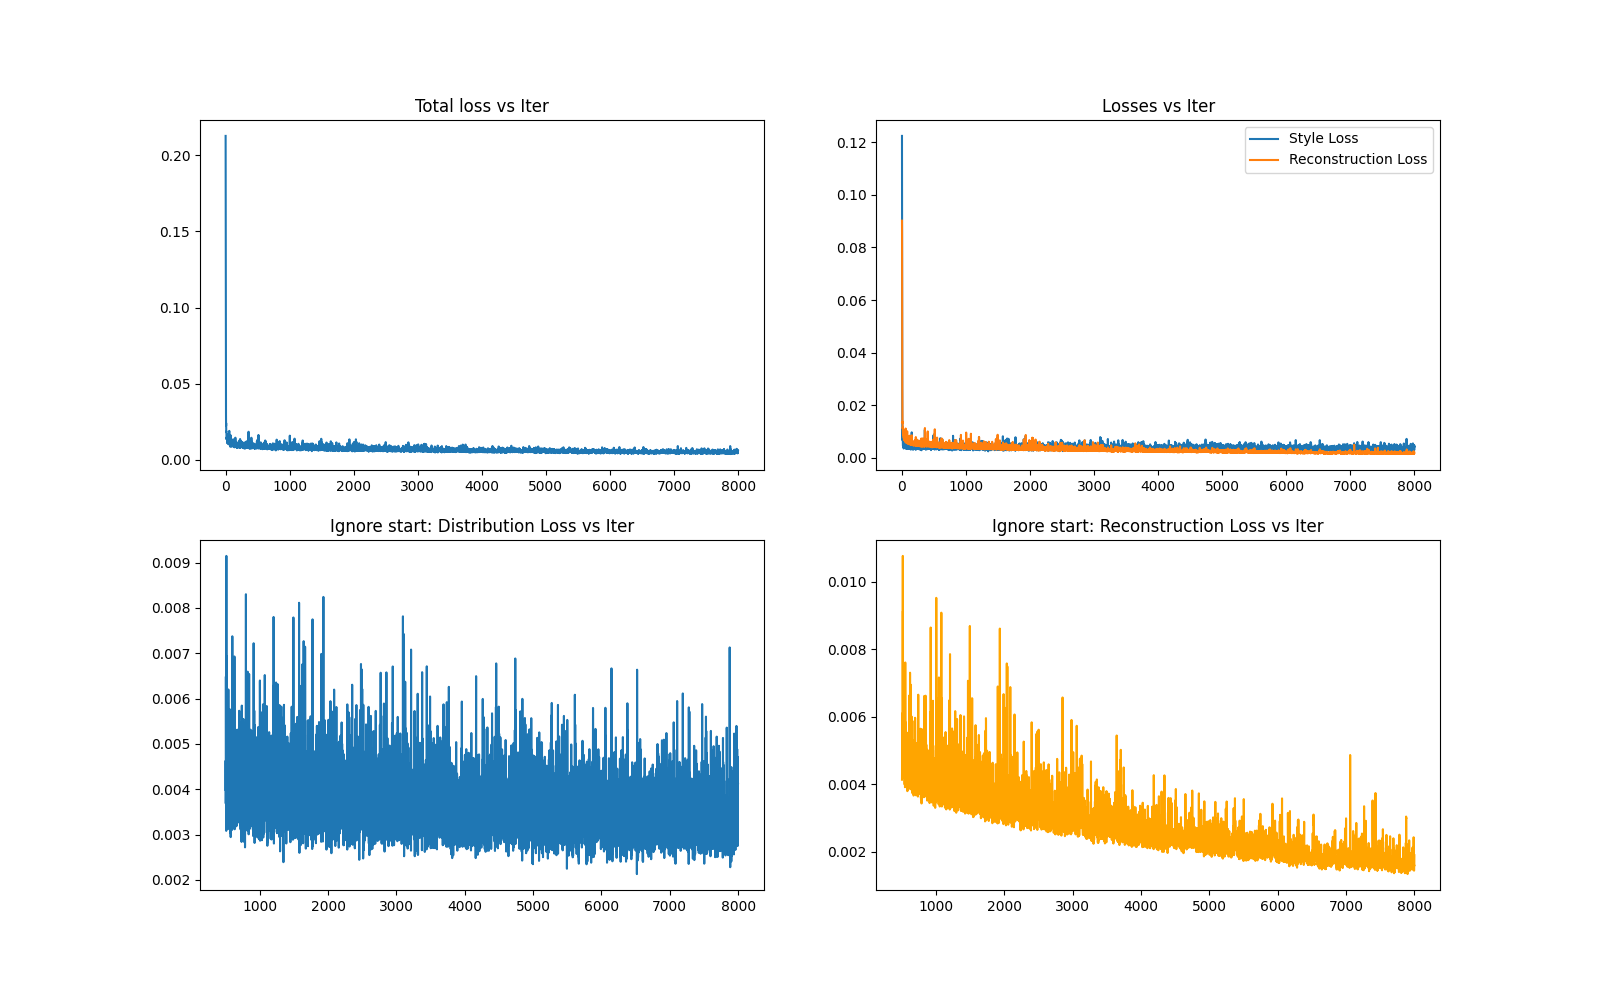 Total loss vs Iter
0.20
0.15
0.10
0.05
0.00
0 1000 2000 3000 4000 5000 6000 7000 8000
Losses vs Iter
Style Loss
Reconstruction Loss
0.12
0.10
0.08
0.06
0.04
0.02
0.00
0 1000 2000 3000 4000 5000 6000 7000 8000
Ignore start: Distribution Loss vs Iter
0.009
0.008
0.007
0.006
0.005
0.004
0.003
0.002
1000 2000 3000 4000 5000 6000 7000 8000
Ignore start: Reconstruction Loss vs Iter
0.010
0.008
0.006
0.004
0.002
1000 2000 3000 4000 5000 6000 7000 8000